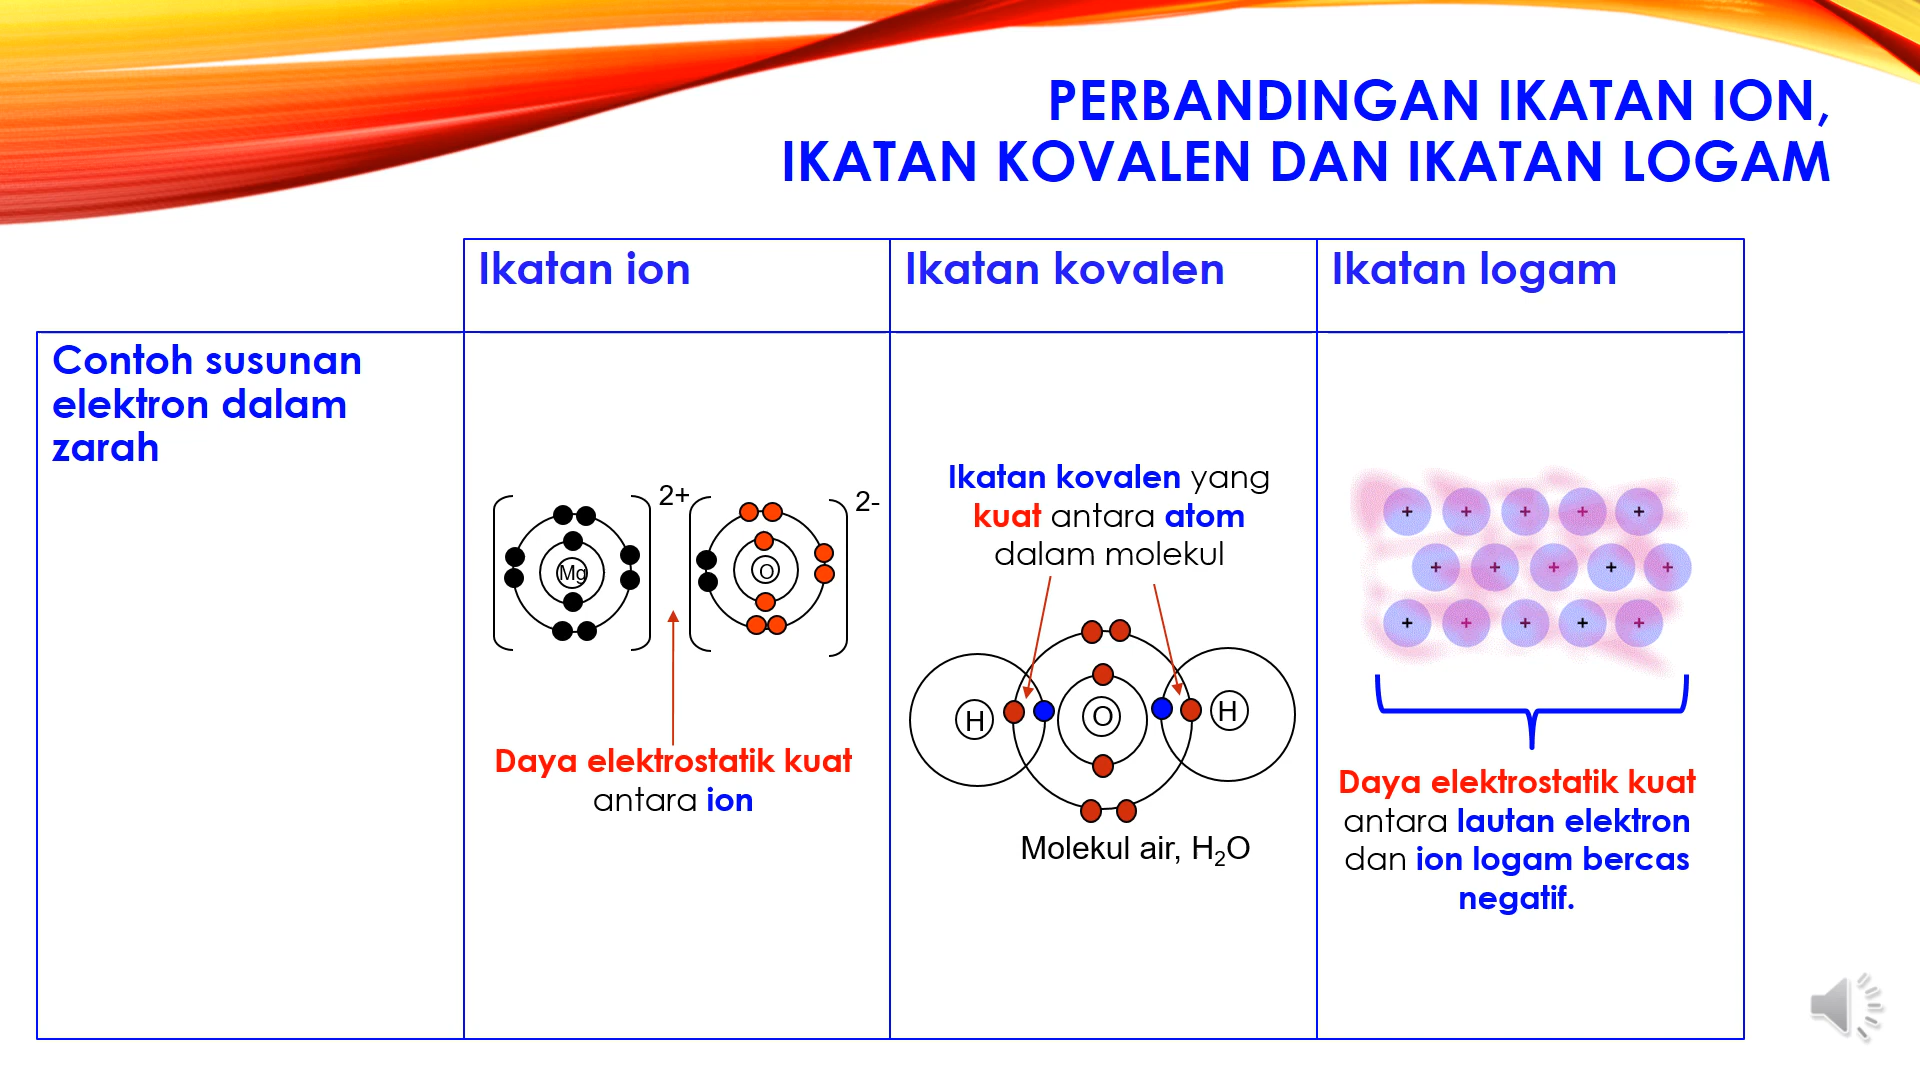 PERBANDINGAN IKATAN ION,
IKATAN KOVALEN DAN IKATAN LOGAM
Ikatan ion
Ikatan kovalen
Ikatan logam
Contoh susunan
elektron dalam
zarah
2+
2-
Mg
O
Daya elektrostatik kuat
antara ion
Ikatan kovalen yang
kuat antara atom
dalam molekul
H
O
H
Molekul air, H₂O
+ + + + +
+ + + + +
+ + + + +
Daya elektrostatik kuat
antara lautan elektron
dan ion logam bercas
negatif.